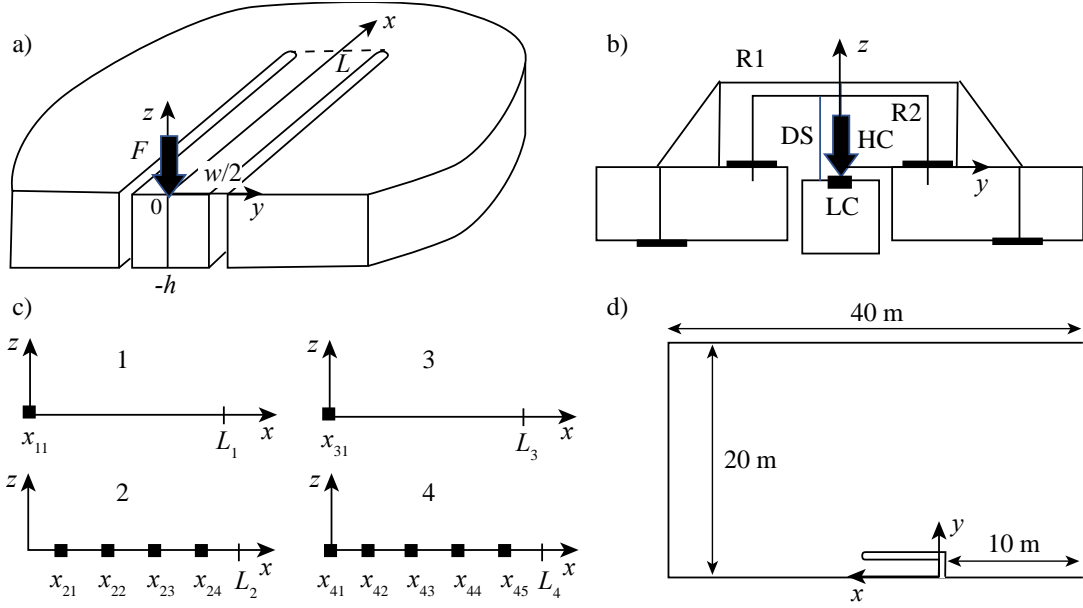 a)
x
L
z
F
w/2
0
y
-h
b)
z
R1
R2
DS
HC
y
LC
c)
z
1
x₁₁
L₁
x
z
3
x₃₁
L₃
x
z
2
x₂₁ x₂₂ x₂₃ x₂₄ L₂ x
z
4
x₄₁ x₄₂ x₄₃ x₄₄ x₄₅ L₄ x
d)
40 m
20 m
y
10 m
x